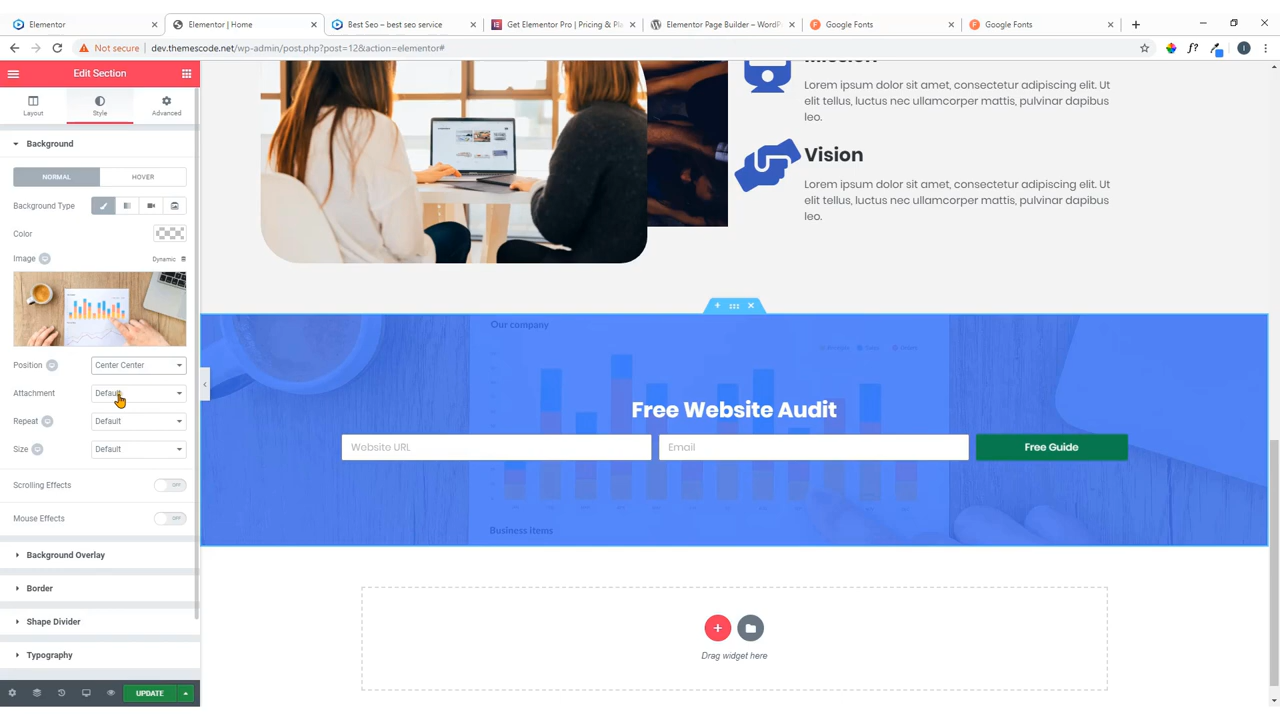 Elementor
Elementor | Home
Best Seo – best seo service
Get Elementor Pro | Pricing & Pl
Elementor Page Builder – WordP
Google Fonts
Google Fonts
Not secure
dev.themescode.net/wp-admin/post.php?post=12&action=elementor#
Edit Section
Layout
Style
Advanced
Background
NORMAL
HOVER
Background Type
Color
Image
Dynamic
Position
Center Center
Attachment
Default
Repeat
Default
Size
Default
Scrolling Effects
OFF
Mouse Effects
OFF
Background Overlay
Border
Shape Divider
Typography
UPDATE
Mission
Lorem ipsum dolor sit amet, consectetur adipiscing elit. Ut
elit tellus, luctus nec ullamcorper mattis, pulvinar dapibus
leo.
Vision
Lorem ipsum dolor sit amet, consectetur adipiscing elit. Ut
elit tellus, luctus nec ullamcorper mattis, pulvinar dapibus
leo.
Our company
Free Website Audit
Website URL
Email
Free Guide
Business items
Drag widget here